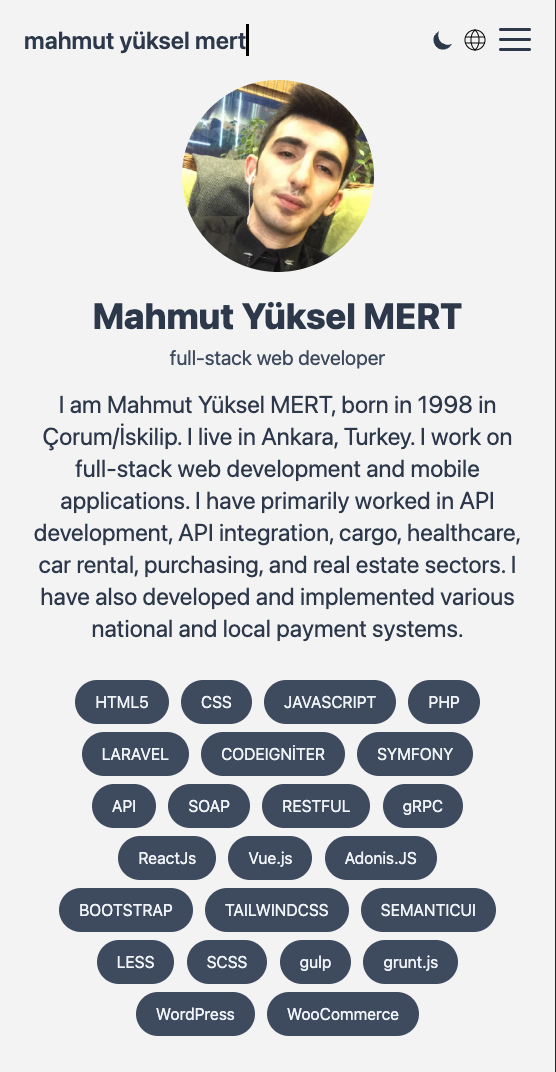 mahmut yüksel mert
Mahmut Yüksel MERT
full-stack web developer
I am Mahmut Yüksel MERT, born in 1998 in
Çorum/İskilip. I live in Ankara, Turkey. I work on
full-stack web development and mobile
applications. I have primarily worked in API
development, API integration, cargo, healthcare,
car rental, purchasing, and real estate sectors. I
have also developed and implemented various
national and local payment systems.
HTML5 CSS JAVASCRIPT PHP
LARAVEL CODEIGNİTER SYMFONY
API SOAP RESTFUL gRPC
ReactJs Vue.js Adonis.JS
BOOTSTRAP TAILWINDCSS SEMANTICUI
LESS SCSS gulp grunt.js
WordPress WooCommerce